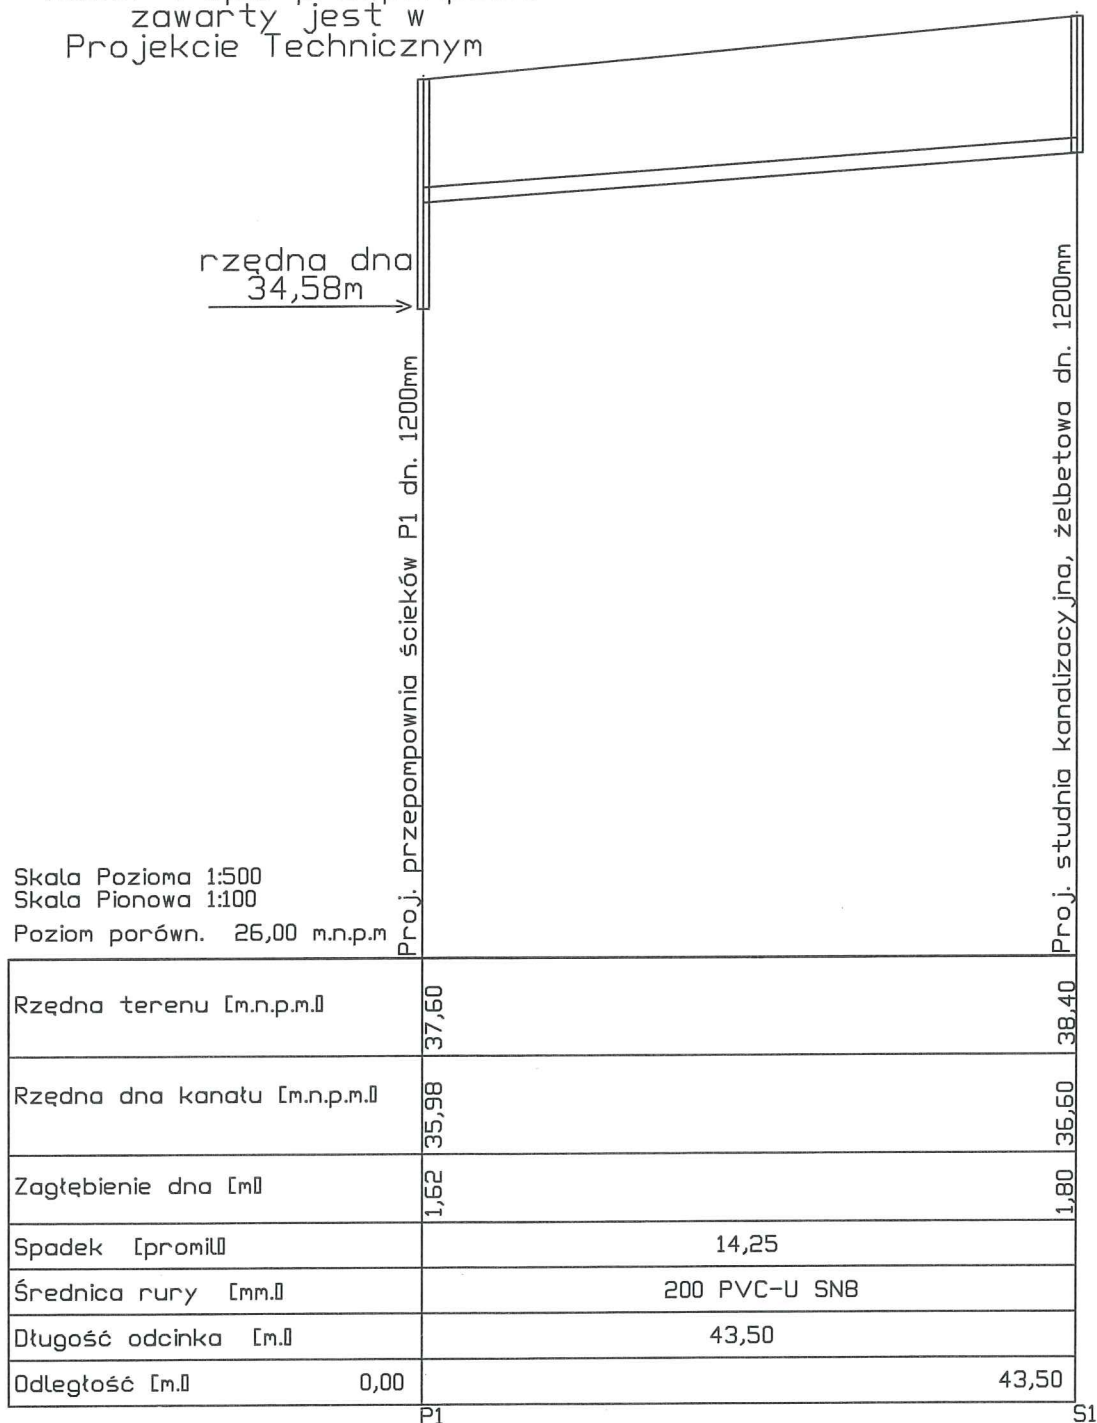 zawarty jest w
Projekcie Technicznym
rzędna dna
34,58m
Proj. przepompownia ścieków P1 dn. 1200mm
Proj. studnia kanalizacyjna, żelbetowa dn. 1200mm
Skala Pozioma 1:500
Skala Pionowa 1:100
Poziom porówn. 26,00 m.n.p.m
Rzędna terenu [m.n.p.m.] 37,60 38,40
Rzędna dna kanału [m.n.p.m.] 35,98 36,60
Zagłębienie dna [m] 1,62 1,80
Spadek [promil] 14,25
Średnica rury [mm.] 200 PVC-U SN8
Długość odcinka [m.] 43,50
Odległość [m.] 0,00 43,50
P1 S1